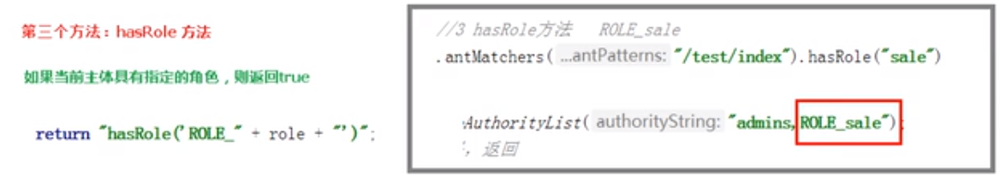 第三个方法：hasRole 方法
如果当前主体具有指定的角色，则返回true
return "hasRole('ROLE_" + role + "')";
//3 hasRole方法 ROLE_sale
.antMatchers( ...antPatterns: "/test/index").hasRole("sale")
AuthorityList( authorityString: "admins,ROLE_sale");
, 返回